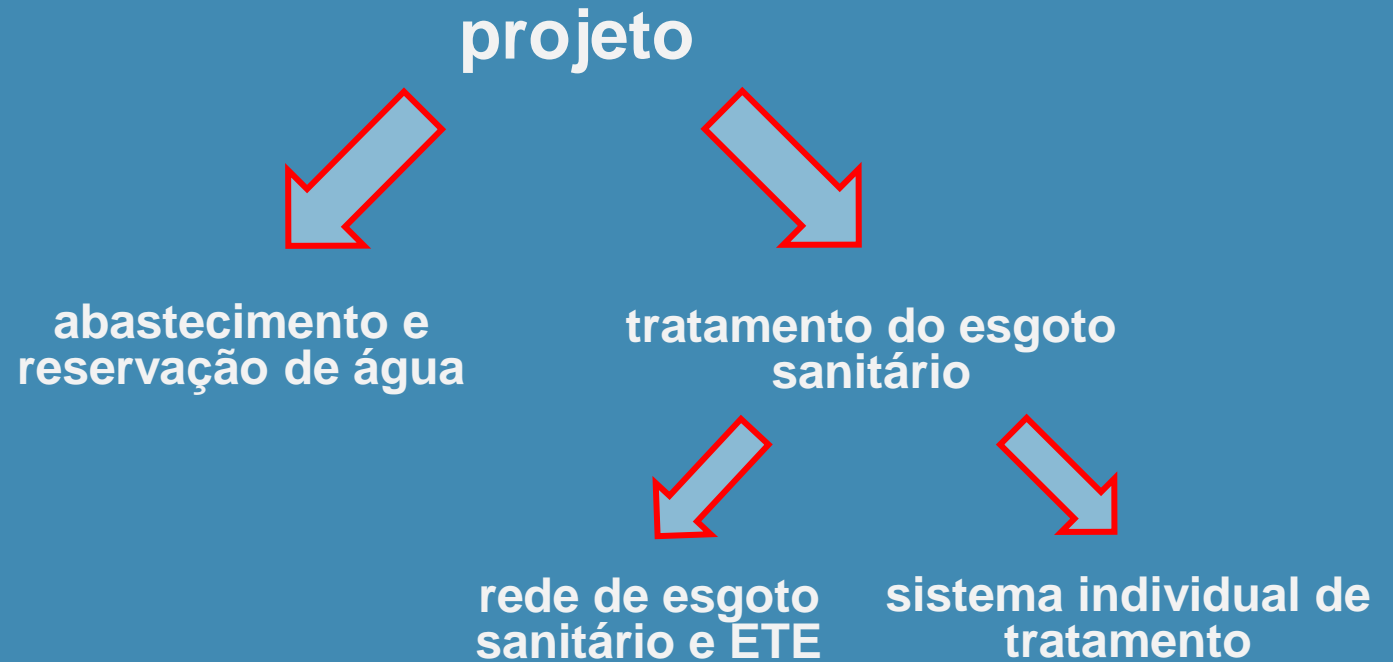 projeto
abastecimento e
reservação de água
tratamento do esgoto
sanitário
rede de esgoto
sanitário e ETE
sistema individual de
tratamento